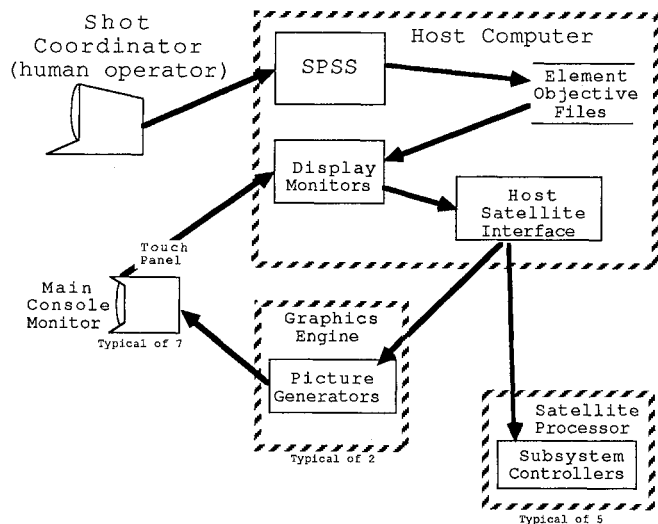 Shot
Coordinator
(human operator)
Host Computer
SPSS
Element
Objective
Files
Display
Monitors
Host
Satellite
Interface
Touch
Panel
Main
Console
Monitor
Typical of 7
Graphics
Engine
Picture
Generators
Typical of 2
Satellite
Processor
Subsystem
Controllers
Typical of 5